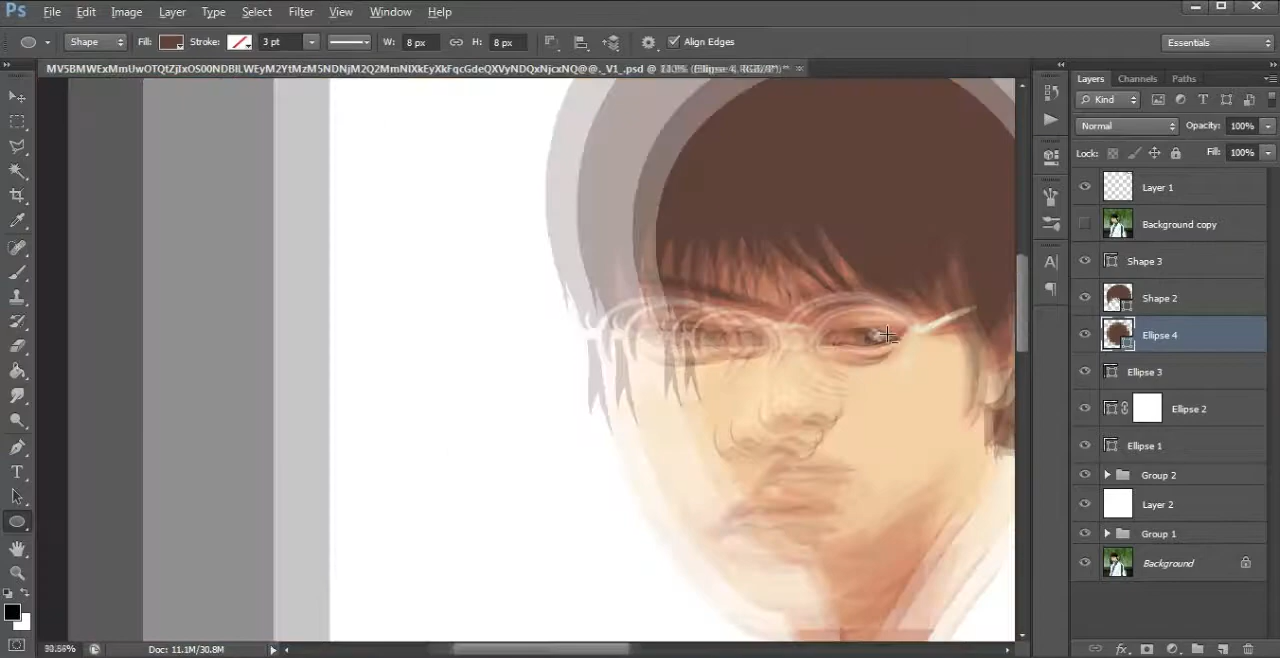 Ps File Edit Image Layer Type Select Filter View Window Help
Shape Fill: Stroke: 3 pt W: 8 px H: 8 px Align Edges Essentials
Layers Channels Paths
Kind
Normal Opacity: 100%
Lock: Fill: 100%
Layer 1
Background copy
Shape 3
Shape 2
Ellipse 4
Ellipse 3
Ellipse 2
Ellipse 1
Group 2
Layer 2
Group 1
Background
Doc: 11.1M/30.8M